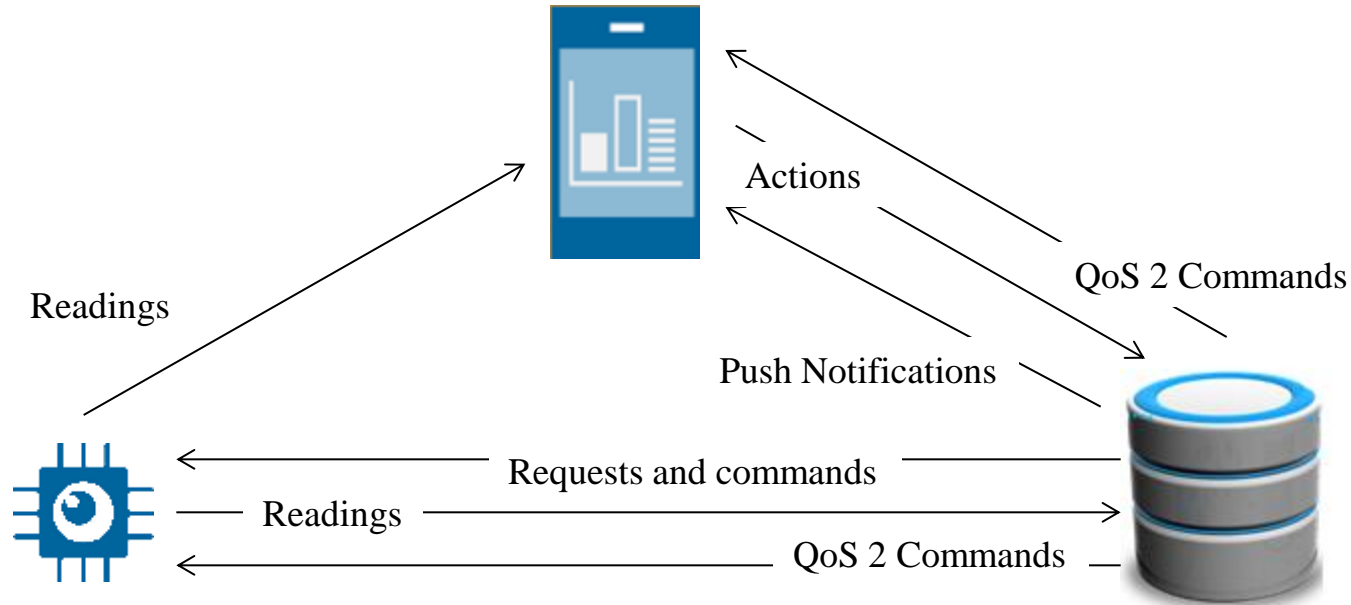 Actions
QoS 2 Commands
Readings
Push Notifications
Requests and commands
Readings
QoS 2 Commands